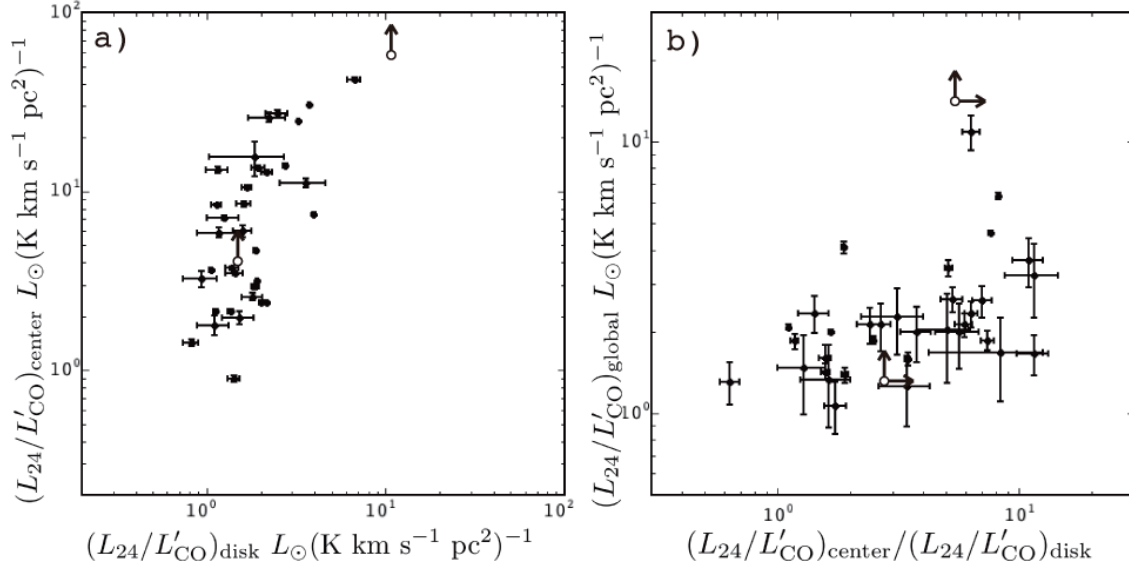 a)
(L₂₄/L′CO)center L⊙(K km s⁻¹ pc²)⁻¹
10²
10¹
10⁰
10⁰ 10¹ 10²
(L₂₄/L′CO)disk L⊙(K km s⁻¹ pc²)⁻¹
b)
(L₂₄/L′CO)global L⊙(K km s⁻¹ pc²)⁻¹
10¹
10⁰
10⁰ 10¹
(L₂₄/L′CO)center/(L₂₄/L′CO)disk